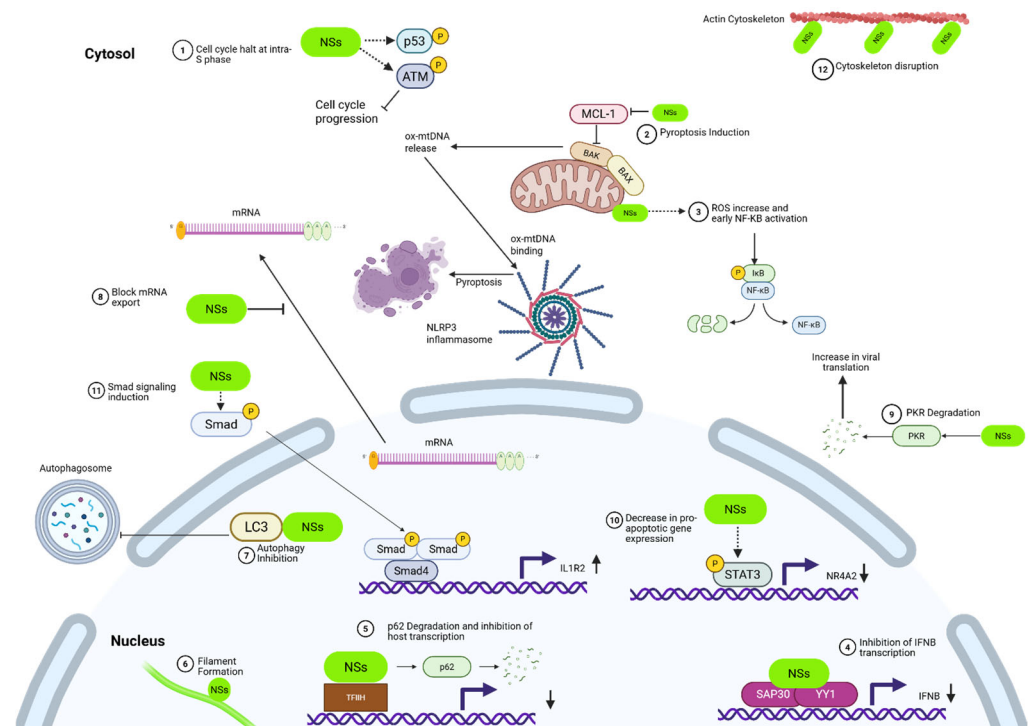 Actin Cytoskeleton
NSs
NSs
NSs
12 Cytoskeleton disruption
Cytosol
1 Cell cycle halt at intra-
S phase
NSs
p53
P
ATM
P
Cell cycle
progression
MCL-1
NSs
2 Pyroptosis Induction
ox-mtDNA
release
BAK
BAX
NSs
3 ROS increase and
early NF-KB activation
mRNA
A A A
ox-mtDNA
binding
Pyroptosis
P
IκB
NF-κB
NF-κB
NLRP3
inflammasome
8 Block mRNA
export
NSs
Increase in viral
translation
11 Smad signaling
induction
NSs
P
Smad
9 PKR Degradation
PKR
NSs
mRNA
A A A
Autophagosome
LC3
NSs
7 Autophagy
Inhibition
P
P
Smad
Smad
Smad4
IL1R2
10 Decrease in pro-
apoptotic gene
expression
NSs
P
STAT3
NR4A2
Nucleus
6 Filament
Formation
NSs
5 p62 Degradation and inhibition of
host transcription
NSs
p62
TFIIH
4 Inhibition of IFNB
transcription
NSs
SAP30
YY1
IFNB